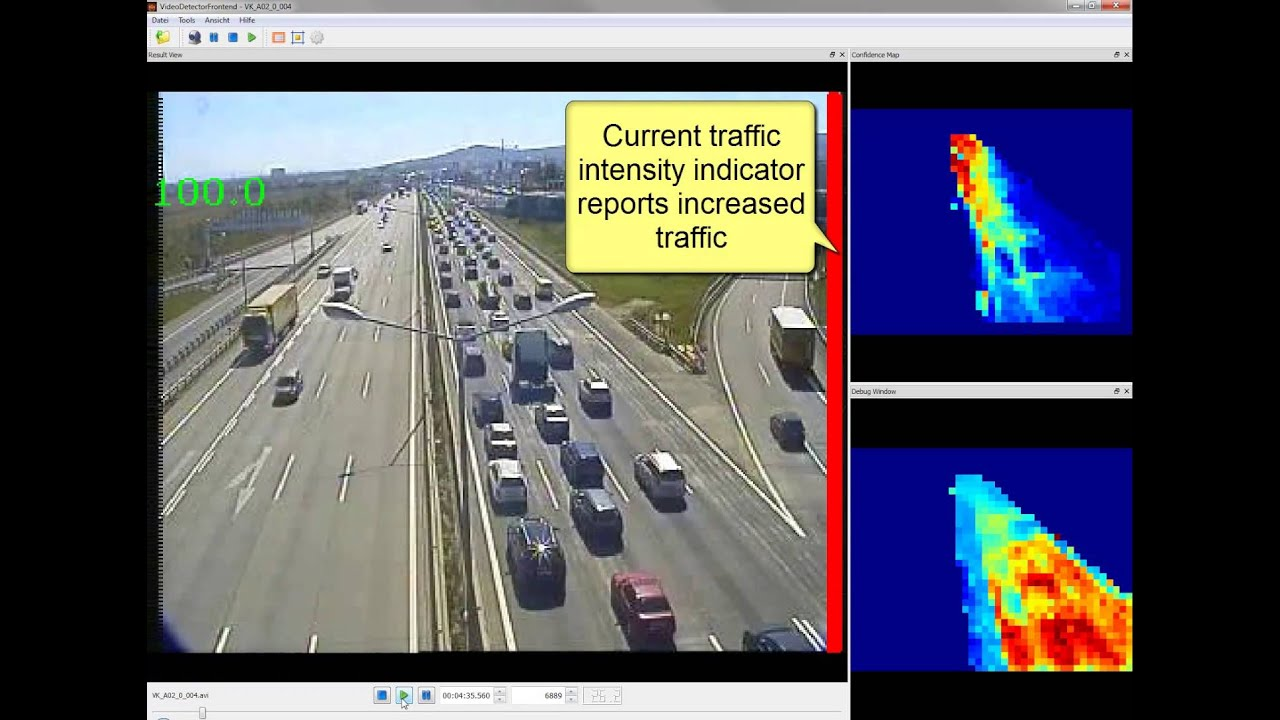 VideoDetectorFrontend - VK_A02_0_004
Datei Tools Ansicht Hilfe
Result View
Confidence Map
100.0
Current traffic
intensity indicator
reports increased
traffic
Debug Window
VK_A02_0_004.avi
00:04:35.560
6889